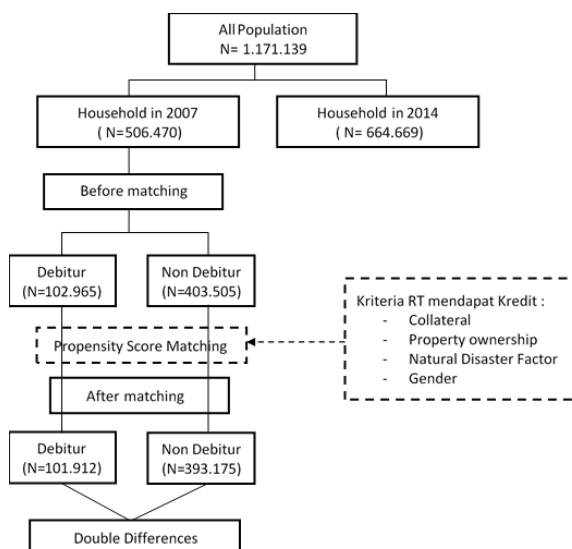 All Population
N= 1.171.139
Household in 2007
( N=506.470)
Household in 2014
( N= 664.669)
Before matching
Debitur
(N=102.965)
Non Debitur
(N=403.505)
Kriteria RT mendapat Kredit :
- Collateral
- Property ownership
- Natural Disaster Factor
- Gender
Propensity Score Matching
After matching
Debitur
(N=101.912)
Non Debitur
(N=393.175)
Double Differences